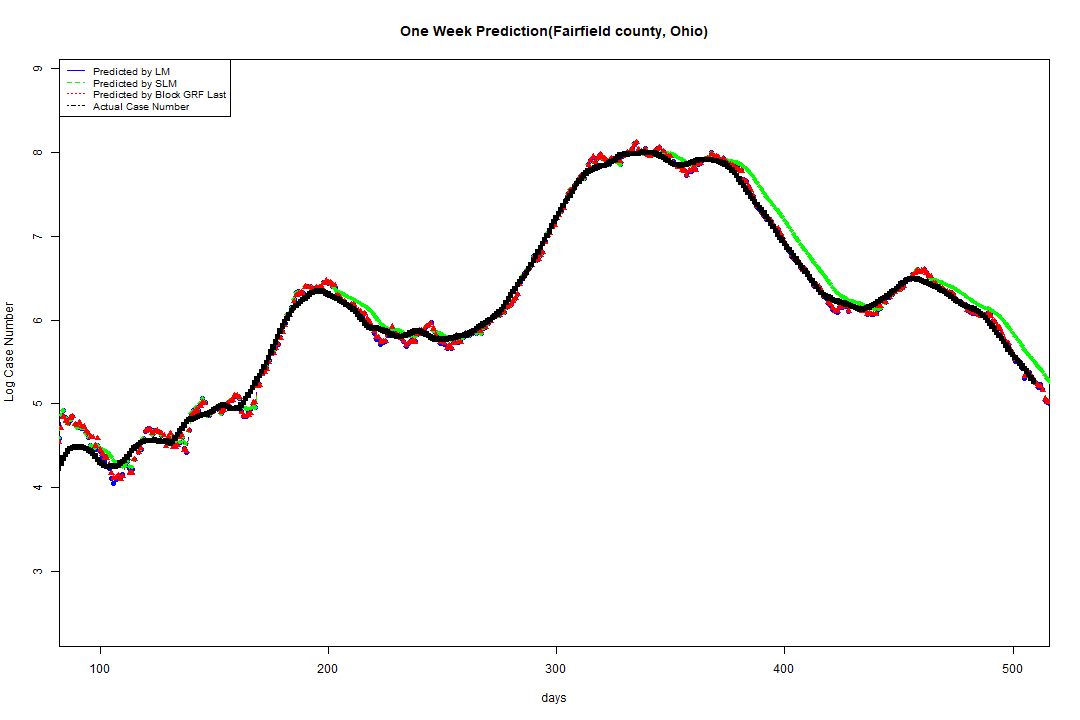 One Week Prediction(Fairfield county, Ohio)
Predicted by LM
Predicted by SLM
Predicted by Block GRF Last
Actual Case Number
9
8
7
6
5
4
3
Log Case Number
100 200 300 400 500
days